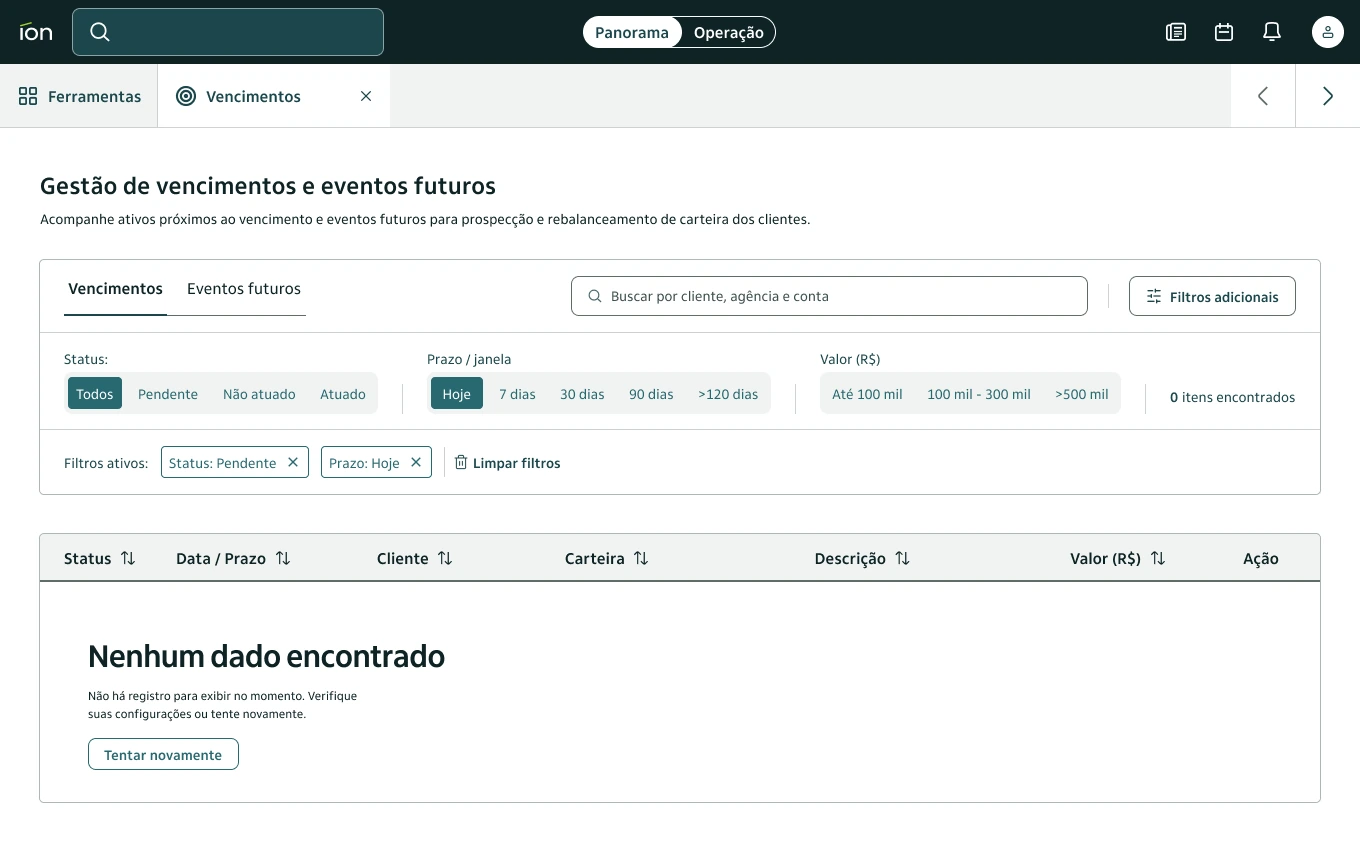 íon
Panorama
Operação
Ferramentas
Vencimentos
Gestão de vencimentos e eventos futuros
Acompanhe ativos próximos ao vencimento e eventos futuros para prospecção e rebalanceamento de carteira dos clientes.
Vencimentos
Eventos futuros
Buscar por cliente, agência e conta
Filtros adicionais
Status:
Prazo / janela
Valor (R$)
Todos
Pendente
Não atuado
Atuado
Hoje
7 dias
30 dias
90 dias
>120 dias
Até 100 mil
100 mil - 300 mil
>500 mil
0 itens encontrados
Filtros ativos:
Status: Pendente
Prazo: Hoje
Limpar filtros
Status
Data / Prazo
Cliente
Carteira
Descrição
Valor (R$)
Ação
Nenhum dado encontrado
Não há registro para exibir no momento. Verifique
suas configurações ou tente novamente.
Tentar novamente